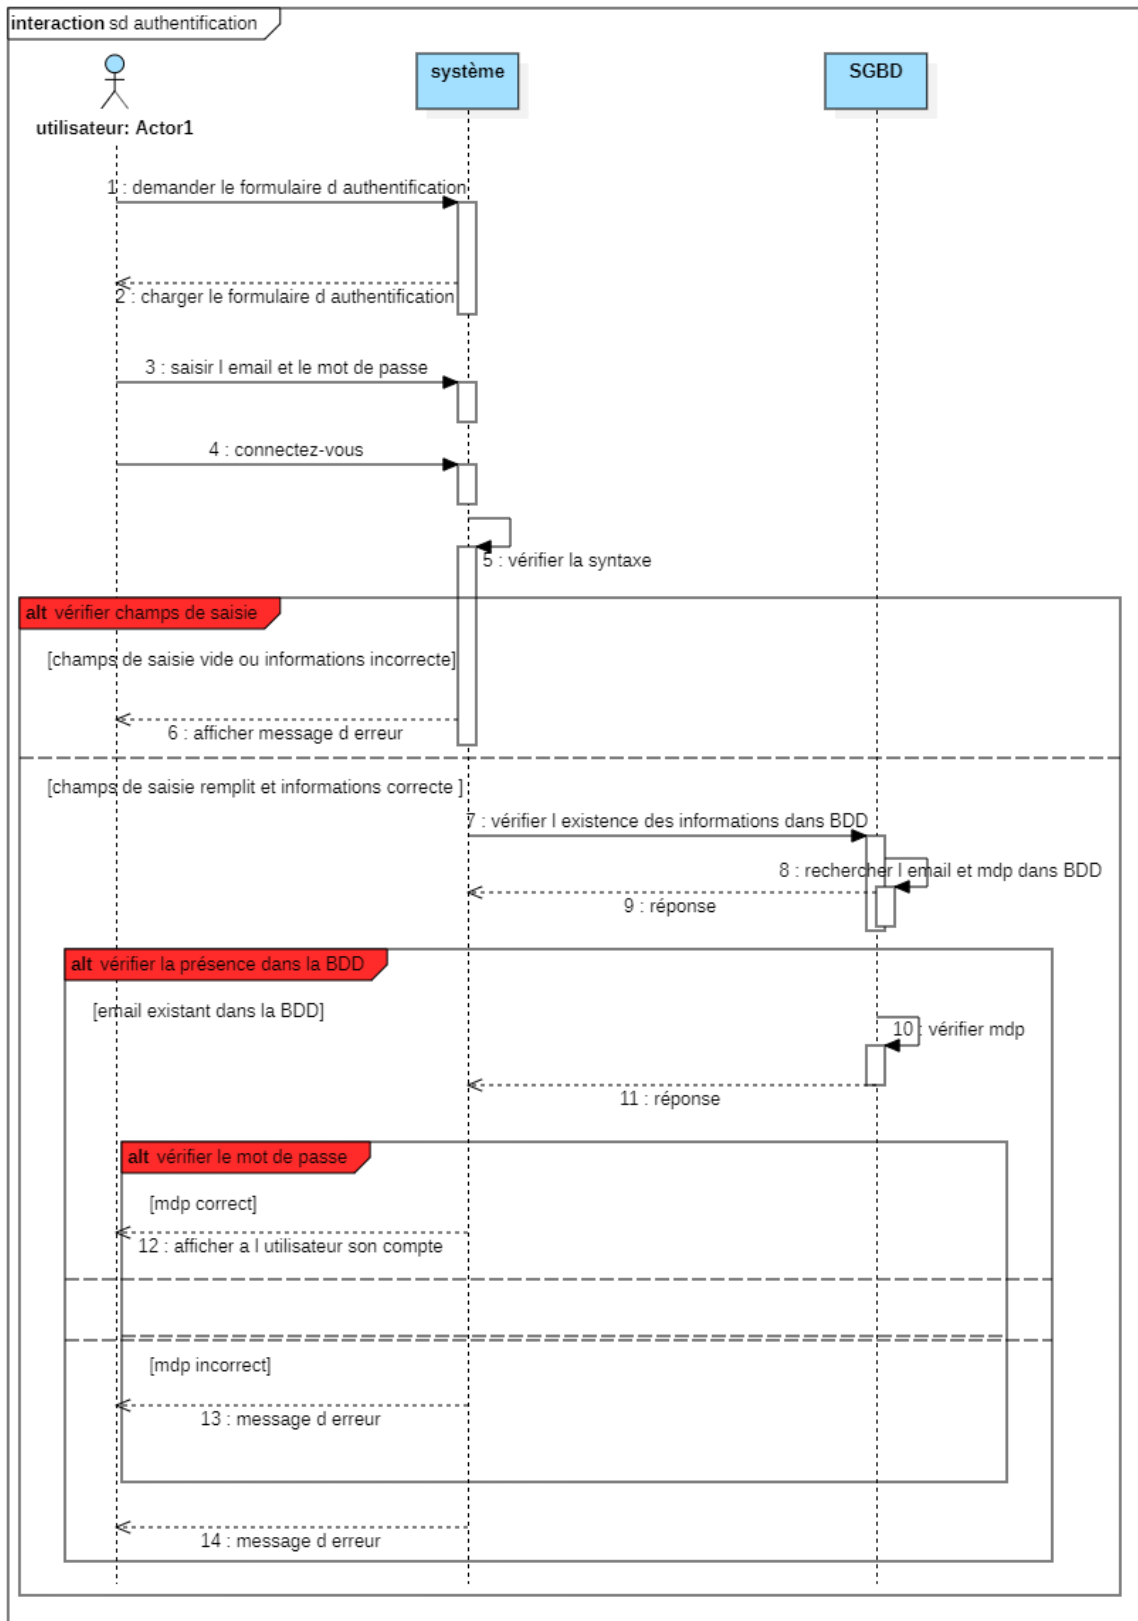 interaction sd authentification
système
SGBD
utilisateur: Actor1
1 : demander le formulaire d authentification
2 : charger le formulaire d authentification
3 : saisir l email et le mot de passe
4 : connectez-vous
5 : vérifier la syntaxe
alt vérifier champs de saisie
[champs de saisie vide ou informations incorrecte]
6 : afficher message d erreur
[champs de saisie remplit et informations correcte ]
7 : vérifier l existence des informations dans BDD
8 : rechercher l email et mdp dans BDD
9 : réponse
alt vérifier la présence dans la BDD
[email existant dans la BDD]
10 : vérifier mdp
11 : réponse
alt vérifier le mot de passe
[mdp correct]
12 : afficher a l utilisateur son compte
[mdp incorrect]
13 : message d erreur
14 : message d erreur